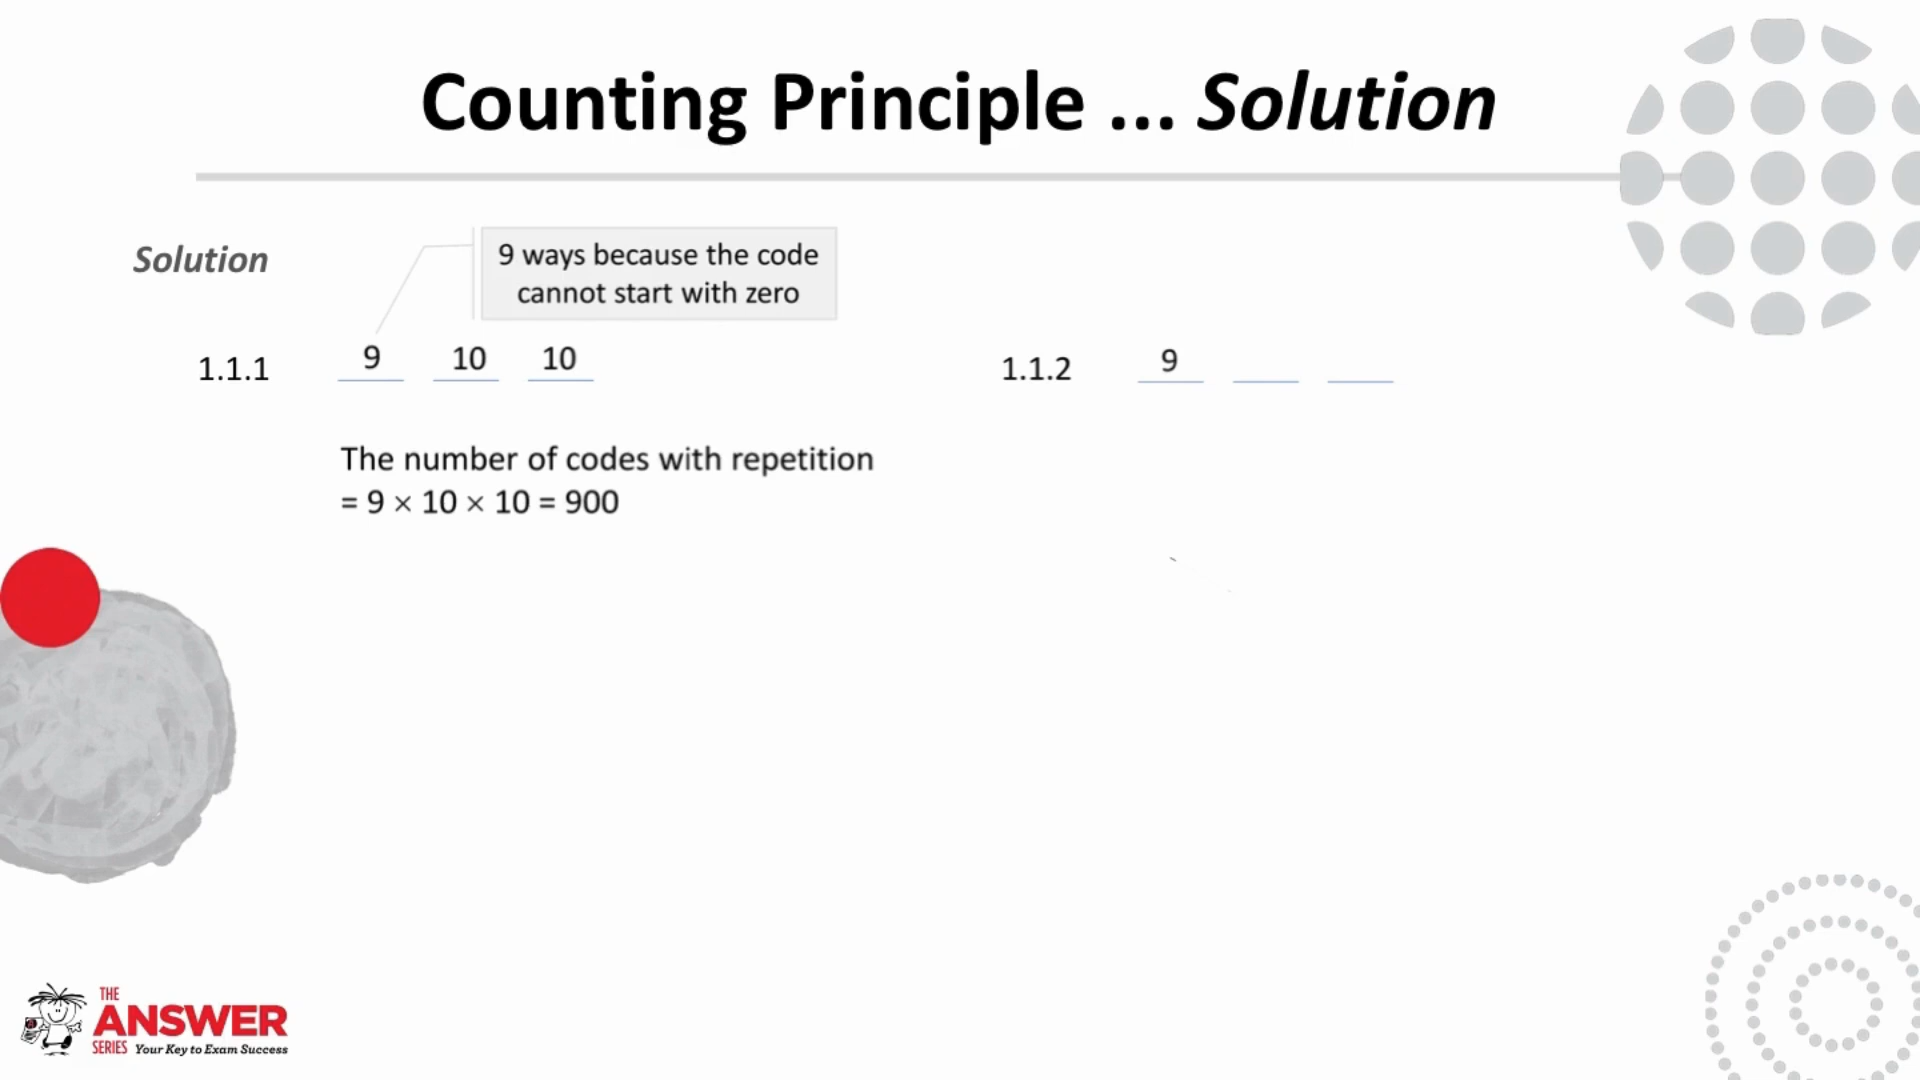 Counting Principle ... Solution
Solution
9 ways because the code
cannot start with zero
1.1.1 9 10 10
1.1.2 9
The number of codes with repetition
= 9 × 10 × 10 = 900
THE
ANSWER
SERIES Your Key to Exam Success